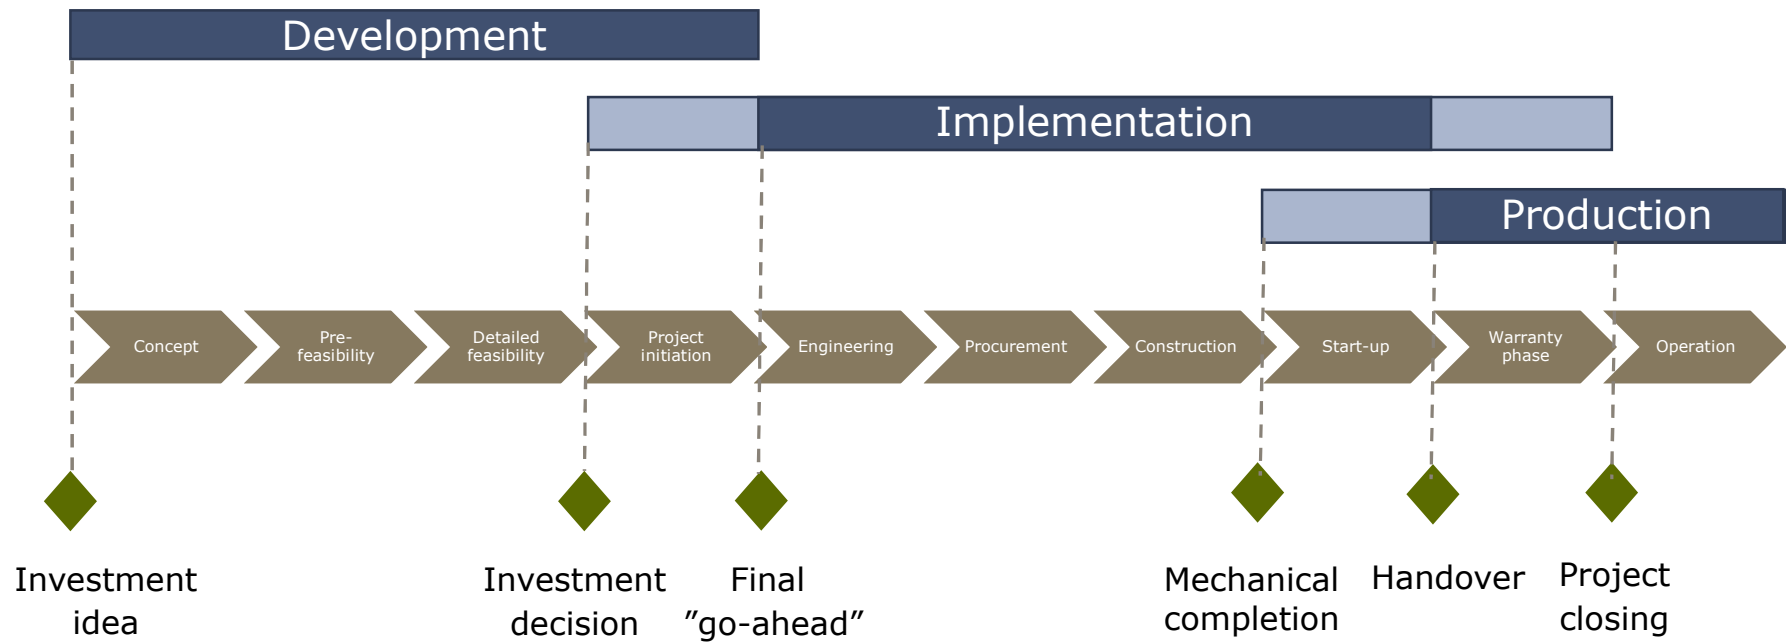 Development
Implementation
Production
Concept
Pre-
feasibility
Detailed
feasibility
Project
initiation
Engineering
Procurement
Construction
Start-up
Warranty
phase
Operation
Investment
idea
Investment
decision
Final
”go-ahead”
Mechanical
completion
Handover
Project
closing